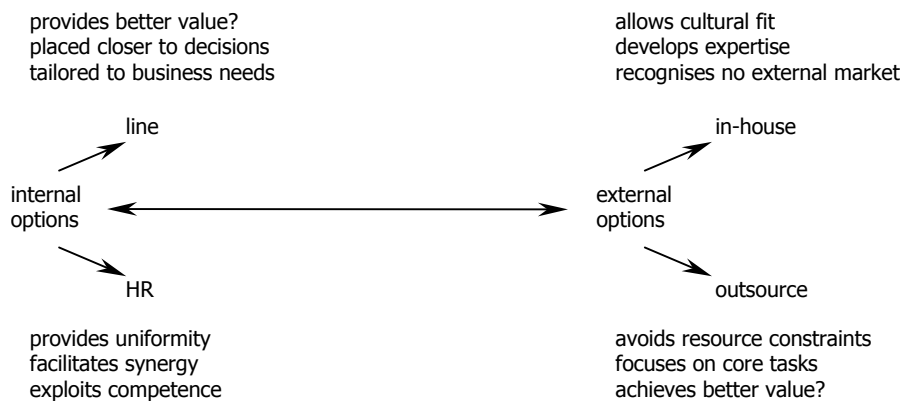 provides better value?
placed closer to decisions
tailored to business needs
line
internal
options
HR
provides uniformity
facilitates synergy
exploits competence
allows cultural fit
develops expertise
recognises no external market
in-house
external
options
outsource
avoids resource constraints
focuses on core tasks
achieves better value?